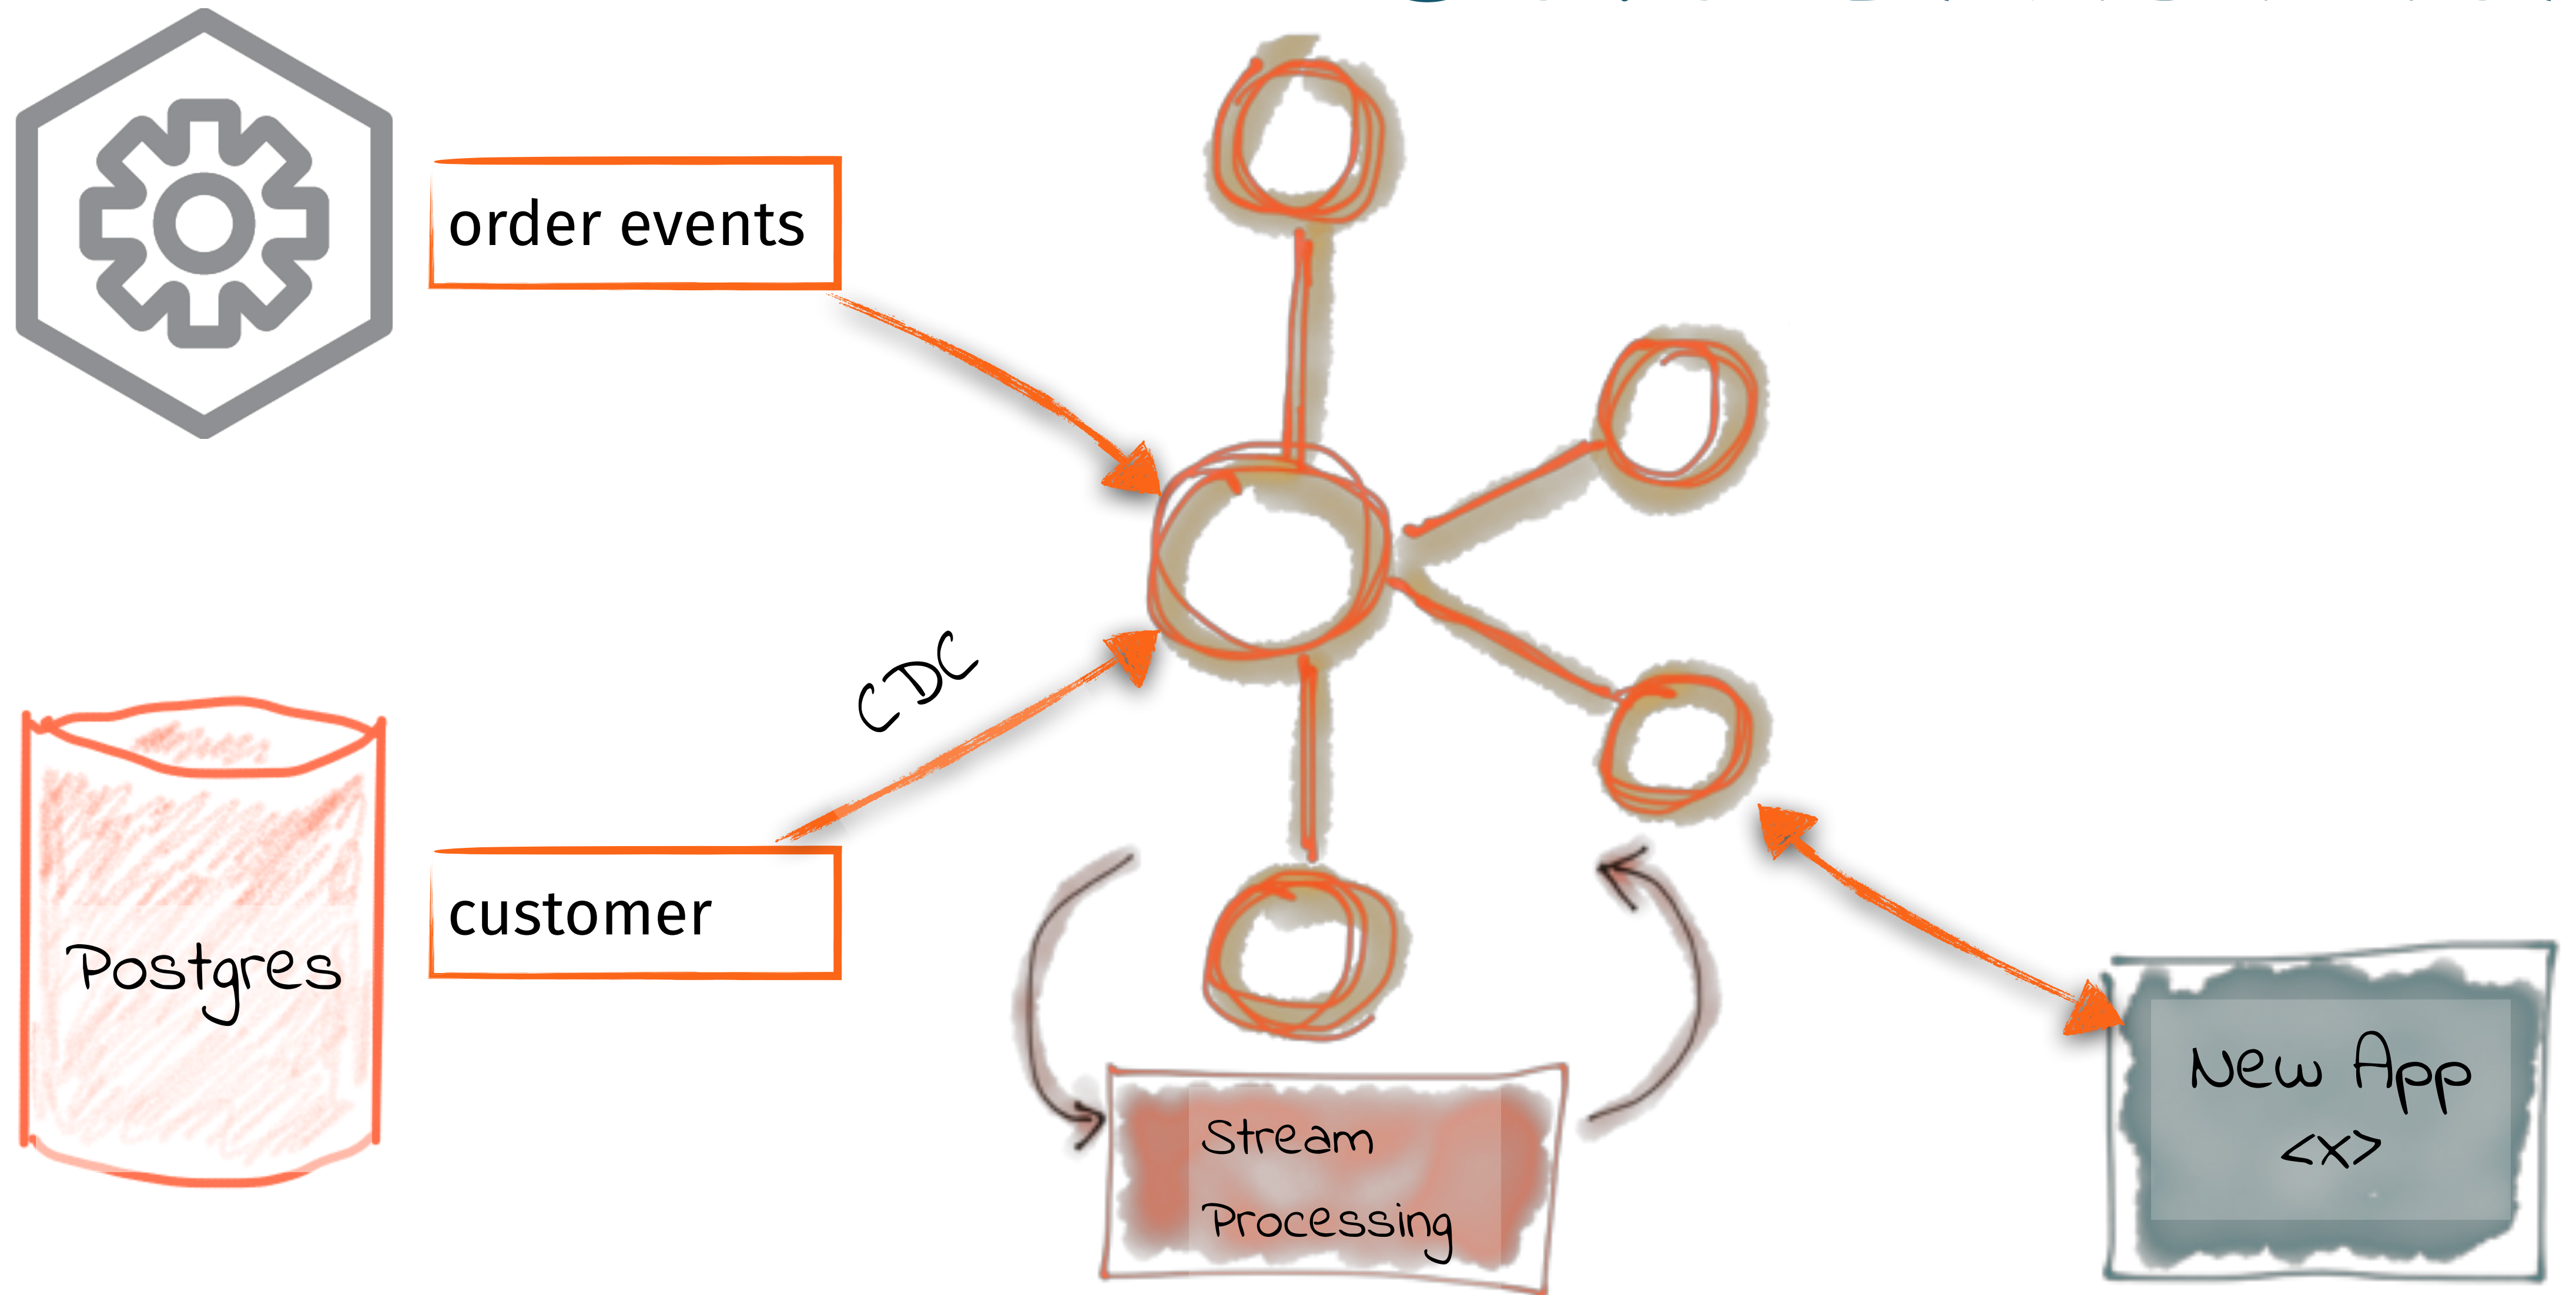 order events
CDC
customer
Postgres
New App
<x>
Stream
Processing